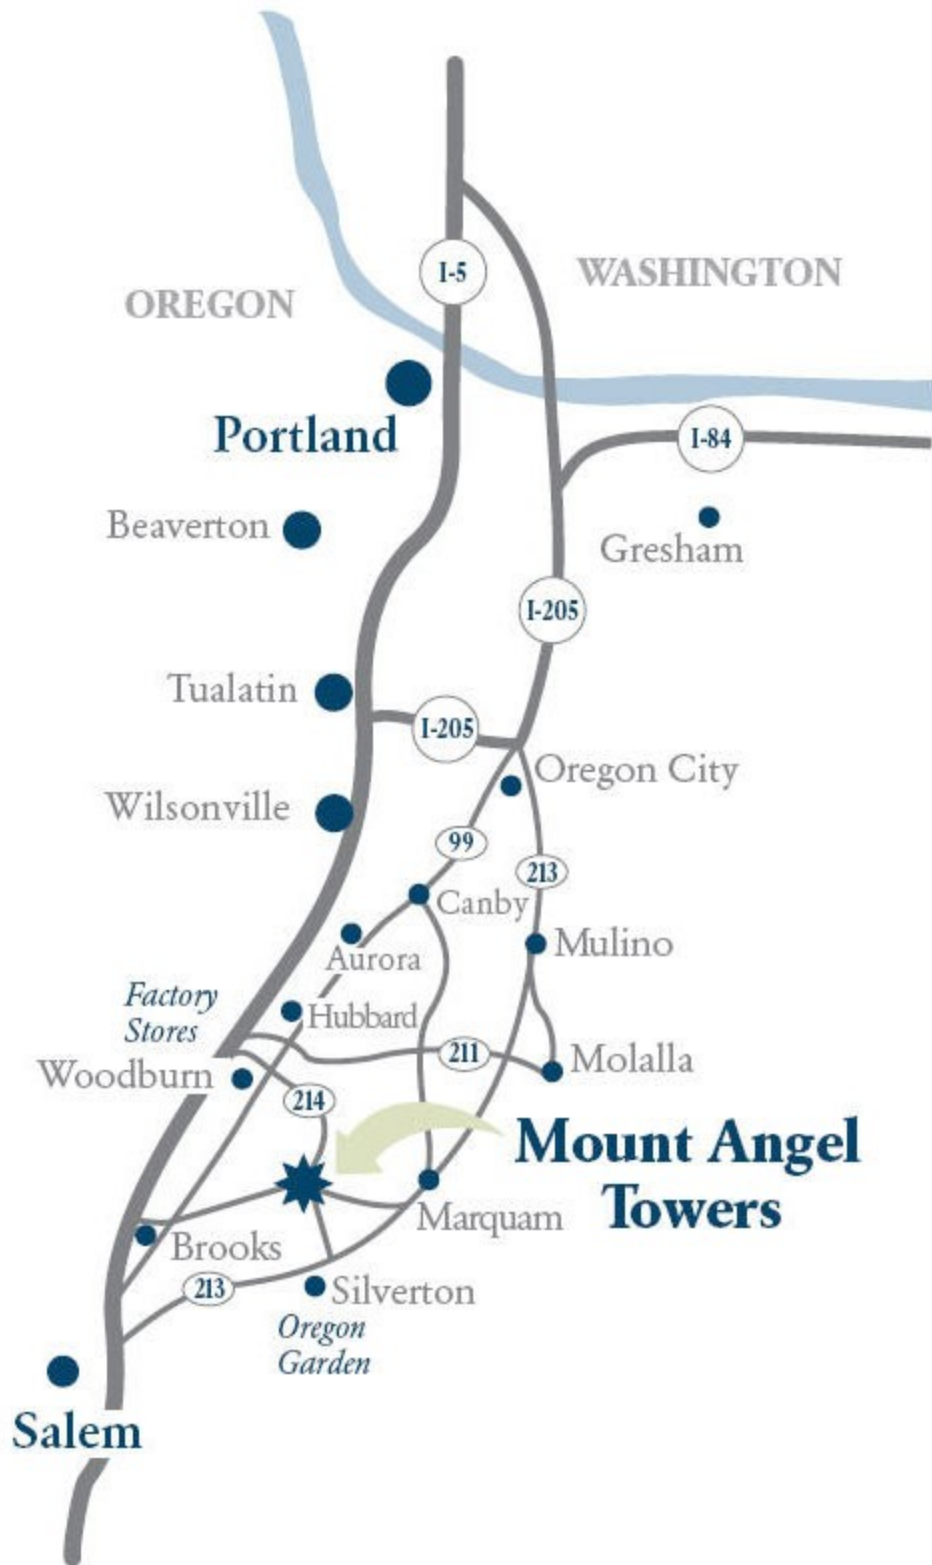 I-5
WASHINGTON
OREGON
Portland
I-84
Beaverton
Gresham
I-205
Tualatin
I-205
Oregon City
Wilsonville
99
213
Canby
Mulino
Aurora
Factory
Stores
Hubbard
211
Molalla
Woodburn
214
Mount Angel
Towers
Marquam
Brooks
213
Silverton
Oregon
Garden
Salem